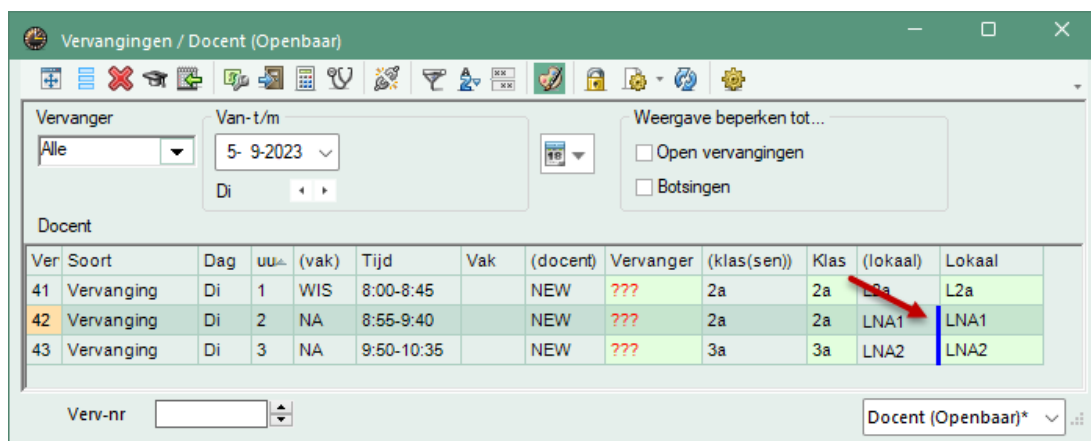 Vervangingen / Docent (Openbaar)
Vervanger Van-t/m Weergave beperken tot...
Alle 5- 9-2023 18 Open vervangingen
Di Botsingen
Docent
Ver Soort Dag uu (vak) Tijd Vak (docent) Vervanger (klas(sen)) Klas (lokaal) Lokaal
41 Vervanging Di 1 WIS 8:00-8:45 NEW ??? 2a 2a L2a L2a
42 Vervanging Di 2 NA 8:55-9:40 NEW ??? 2a 2a LNA1 LNA1
43 Vervanging Di 3 NA 9:50-10:35 NEW ??? 3a 3a LNA2 LNA2
Verv-nr Docent (Openbaar)*